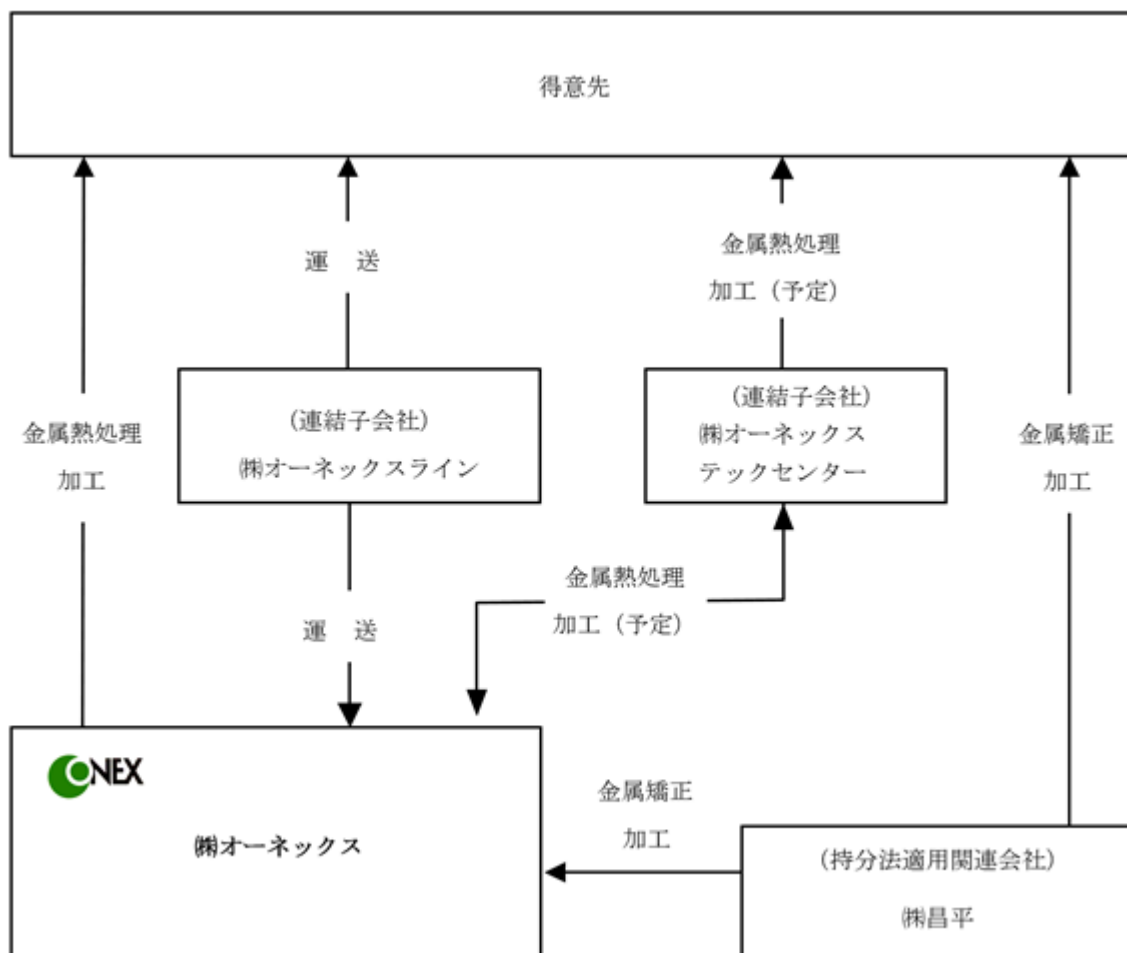 得意先
運 送
金属熱処理
加工（予定）
(連結子会社)
㈱オーネックスライン
(連結子会社)
㈱オーネックス
テックセンター
金属熱処理
加工
金属矯正
加工
金属熱処理
加工（予定）
運 送
ONEX
㈱オーネックス
金属矯正
加工
(持分法適用関連会社)
㈱昌平